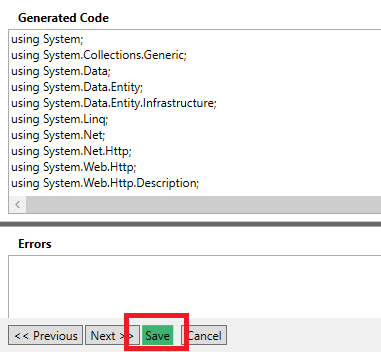 Generated Code
using System;
using System.Collections.Generic;
using System.Data;
using System.Data.Entity;
using System.Data.Entity.Infrastructure;
using System.Linq;
using System.Net;
using System.Net.Http;
using System.Web.Http;
using System.Web.Http.Description;
Errors
<< Previous Next >> Save Cancel